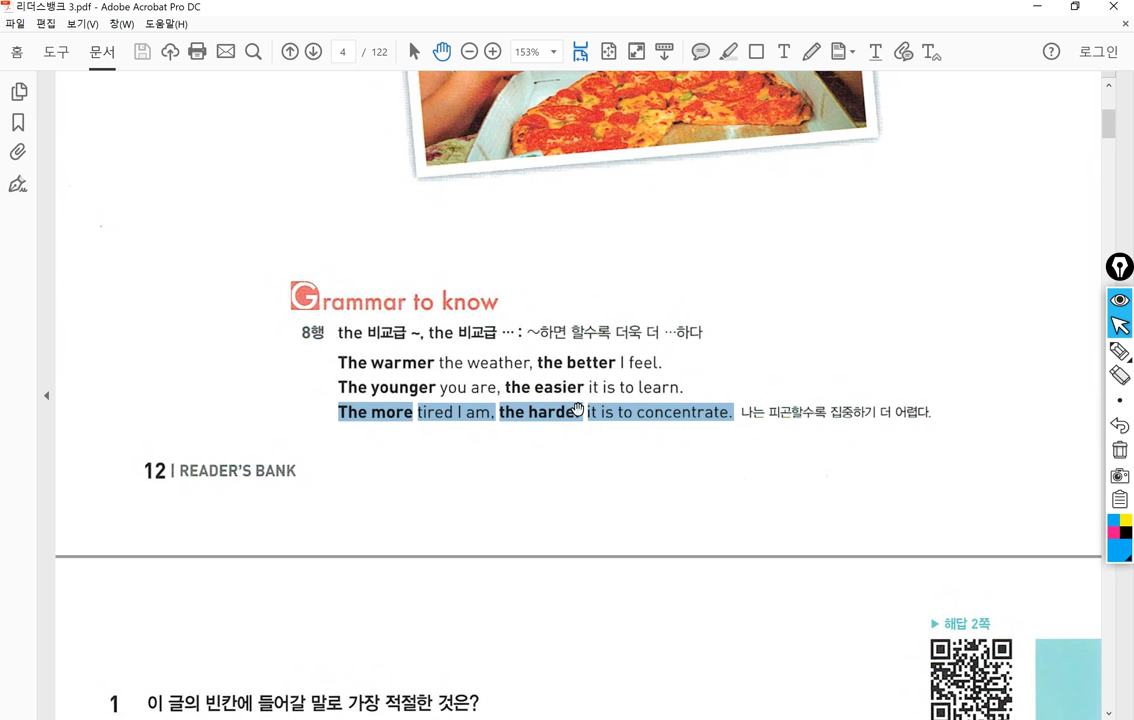 리더스뱅크 3.pdf - Adobe Acrobat Pro DC
파일 편집 보기(V) 창(W) 도움말(H)
홈 도구 문서 4 / 122 153% 로그인
Grammar to know
8행 the 비교급 ~, the 비교급 … : ~하면 할수록 더욱 더 …하다
The warmer the weather, the better I feel.
The younger you are, the easier it is to learn.
The more tired I am, the harder it is to concentrate. 나는 피곤할수록 집중하기 더 어렵다.
12 | READER'S BANK
▶ 해답 2쪽
1 이 글의 빈칸에 들어갈 말로 가장 적절한 것은?